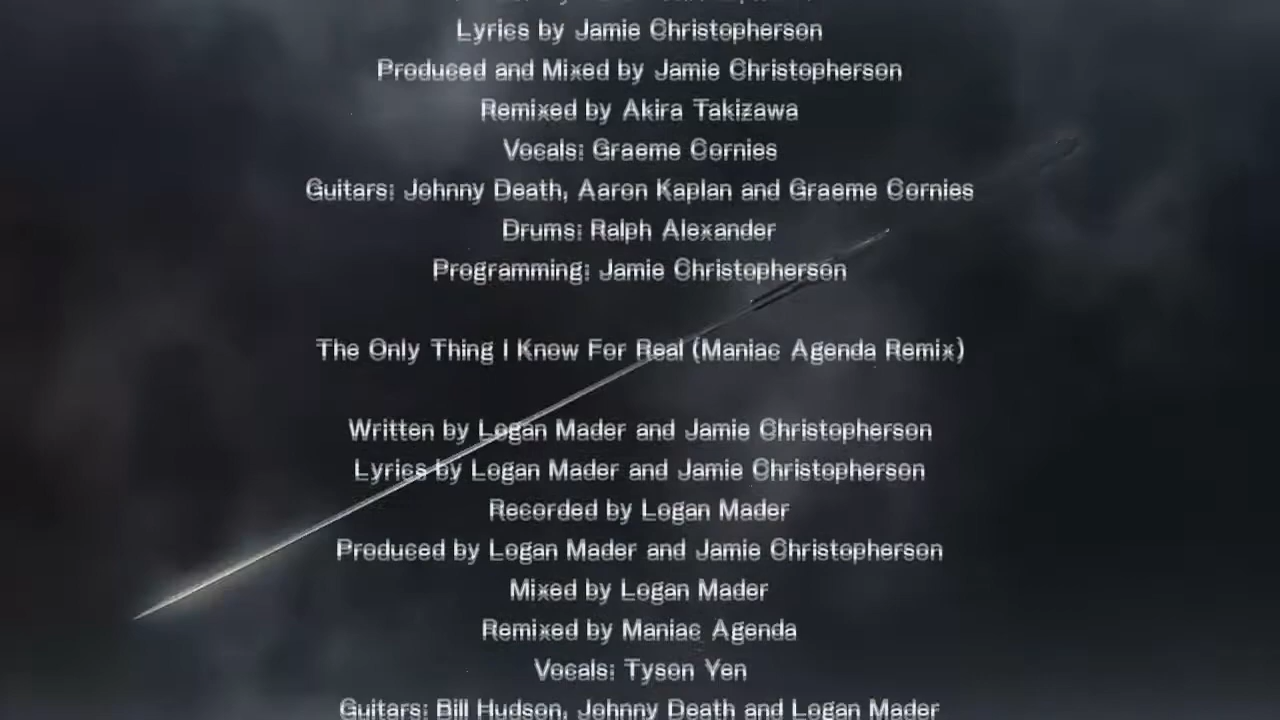 Lyrics by Jamie Christopherson
Produced and Mixed by Jamie Christopherson
Remixed by Akira Takizawa
Vocals: Graeme Cornies
Guitars: Johnny Death, Aaron Kaplan and Graeme Cornies
Drums: Ralph Alexander
Programming: Jamie Christopherson
The Only Thing I Know For Real (Maniac Agenda Remix)
Written by Logan Mader and Jamie Christopherson
Lyrics by Logan Mader and Jamie Christopherson
Recorded by Logan Mader
Produced by Logan Mader and Jamie Christopherson
Mixed by Logan Mader
Remixed by Maniac Agenda
Vocals: Tyson Yen
Guitars: Bill Hudson, Johnny Death and Logan Mader